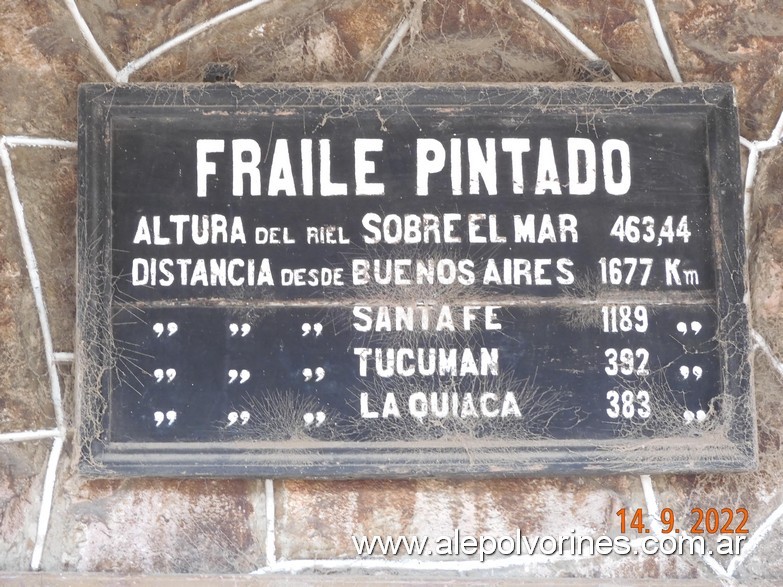 FRAILE PINTADO
ALTURA DEL RIEL SOBRE EL MAR 463,44
DISTANCIA DESDE BUENOS AIRES 1677 Km
„ „ „ SANTA FE 1189 „
„ „ „ TUCUMAN 392 „
„ „ „ LA QUIACA 383 „
14. 9. 2022
www.alepolvorines.com.ar